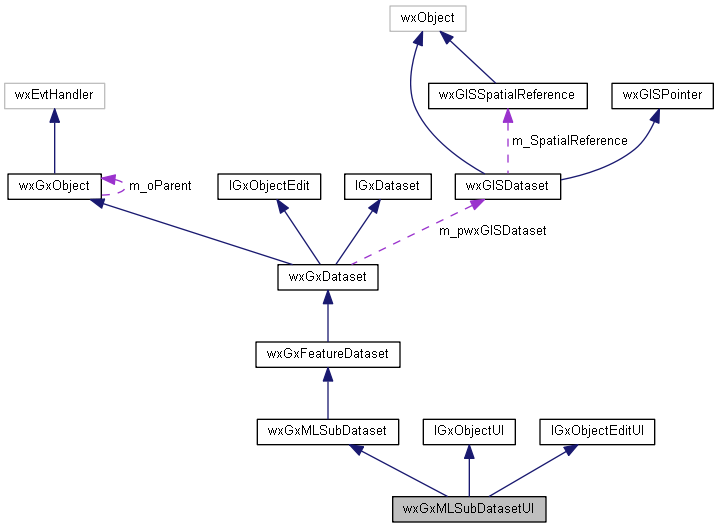 wxObject
wxEvtHandler
wxGISSpatialReference
wxGISPointer
m_SpatialReference
wxGxObject
m_oParent
IGxObjectEdit
IGxDataset
wxGISDataset
m_pwxGISDataset
wxGxDataset
wxGxFeatureDataset
wxGxMLSubDataset
IGxObjectUI
IGxObjectEditUI
wxGxMLSubDatasetUI